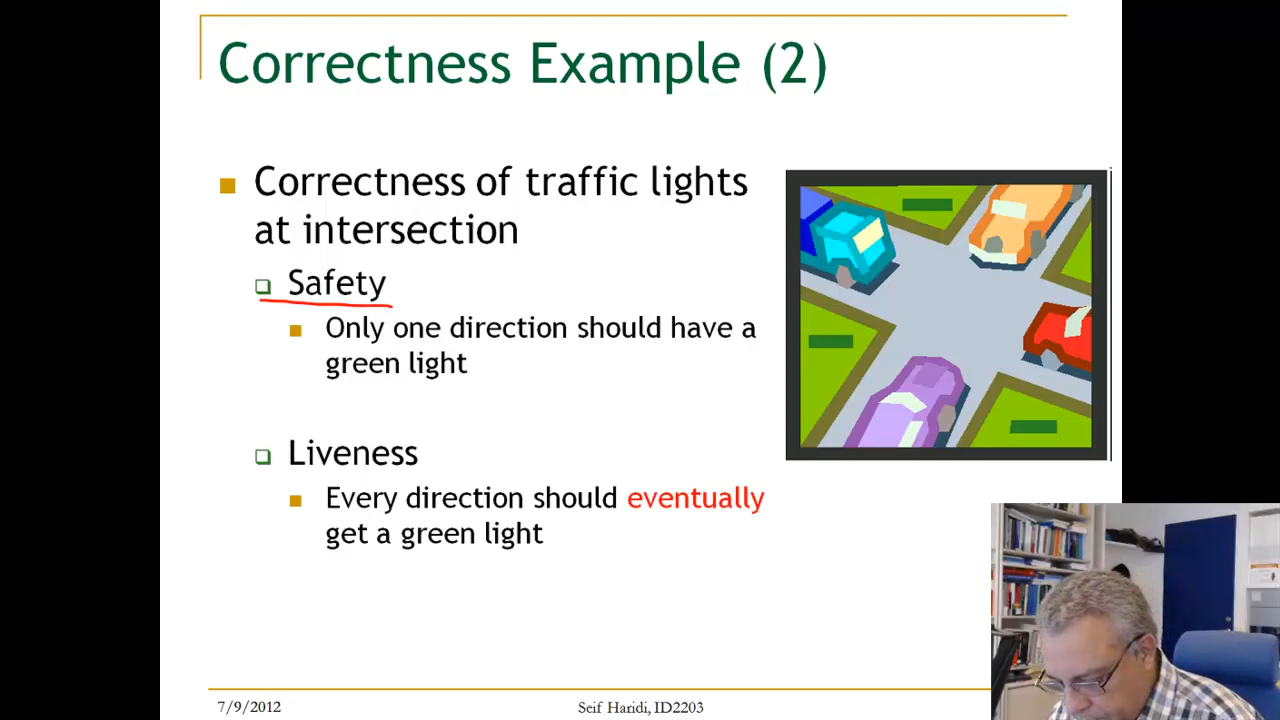 Correctness Example (2)
Correctness of traffic lights
at intersection
Safety
Only one direction should have a
green light
Liveness
Every direction should eventually
get a green light
7/9/2012
Seif Haridi, ID2203